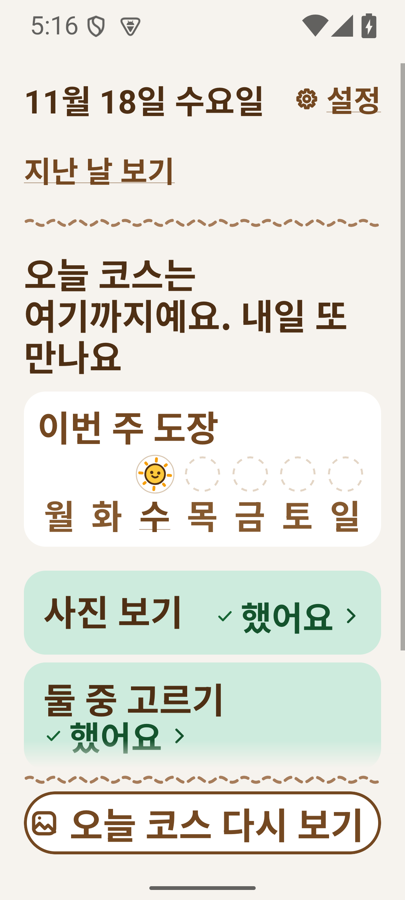 5:16
11월 18일 수요일
설정
지난 날 보기
오늘 코스는
여기까지예요. 내일 또
만나요
이번 주 도장
월 화 수 목 금 토 일
사진 보기
했어요
둘 중 고르기
했어요
오늘 코스 다시 보기